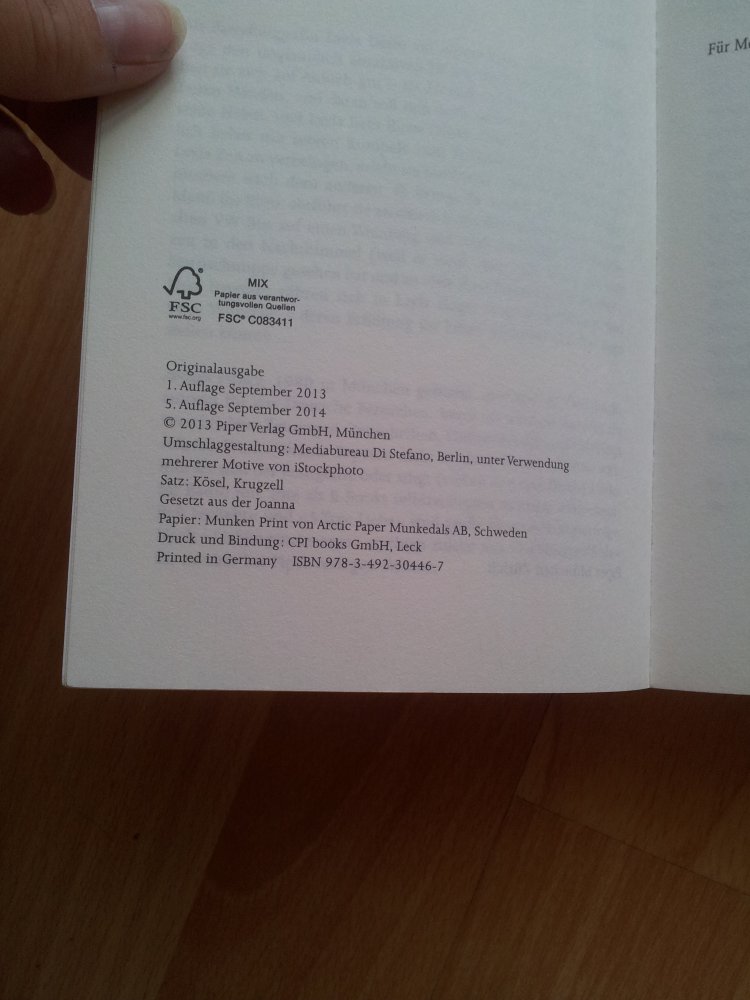 Für
MIX
Papier aus verantwor-
tungsvollen Quellen
FSC® C083411
FSC
www.fsc.org
Originalausgabe
1. Auflage September 2013
5. Auflage September 2014
© 2013 Piper Verlag GmbH, München
Umschlaggestaltung: Mediabureau Di Stefano, Berlin, unter Verwendung
mehrerer Motive von iStockphoto
Satz: Kösel, Krugzell
Gesetzt aus der Joanna
Papier: Munken Print von Arctic Paper Munkedals AB, Schweden
Druck und Bindung: CPI books GmbH, Leck
Printed in Germany ISBN 978-3-492-30446-7